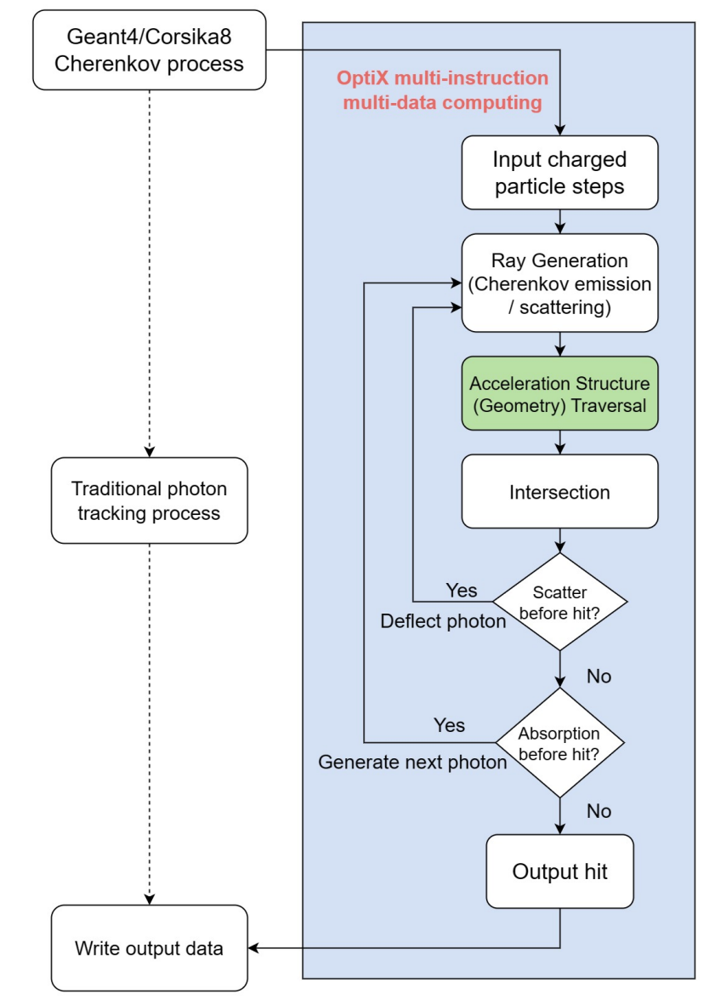 Geant4/Corsika8
Cherenkov process
OptiX multi-instruction
multi-data computing
Input charged
particle steps
Ray Generation
(Cherenkov emission
/ scattering)
Acceleration Structure
(Geometry) Traversal
Traditional photon
tracking process
Intersection
Scatter
before hit?
Yes
Deflect photon
No
Absorption
before hit?
Yes
Generate next photon
No
Output hit
Write output data